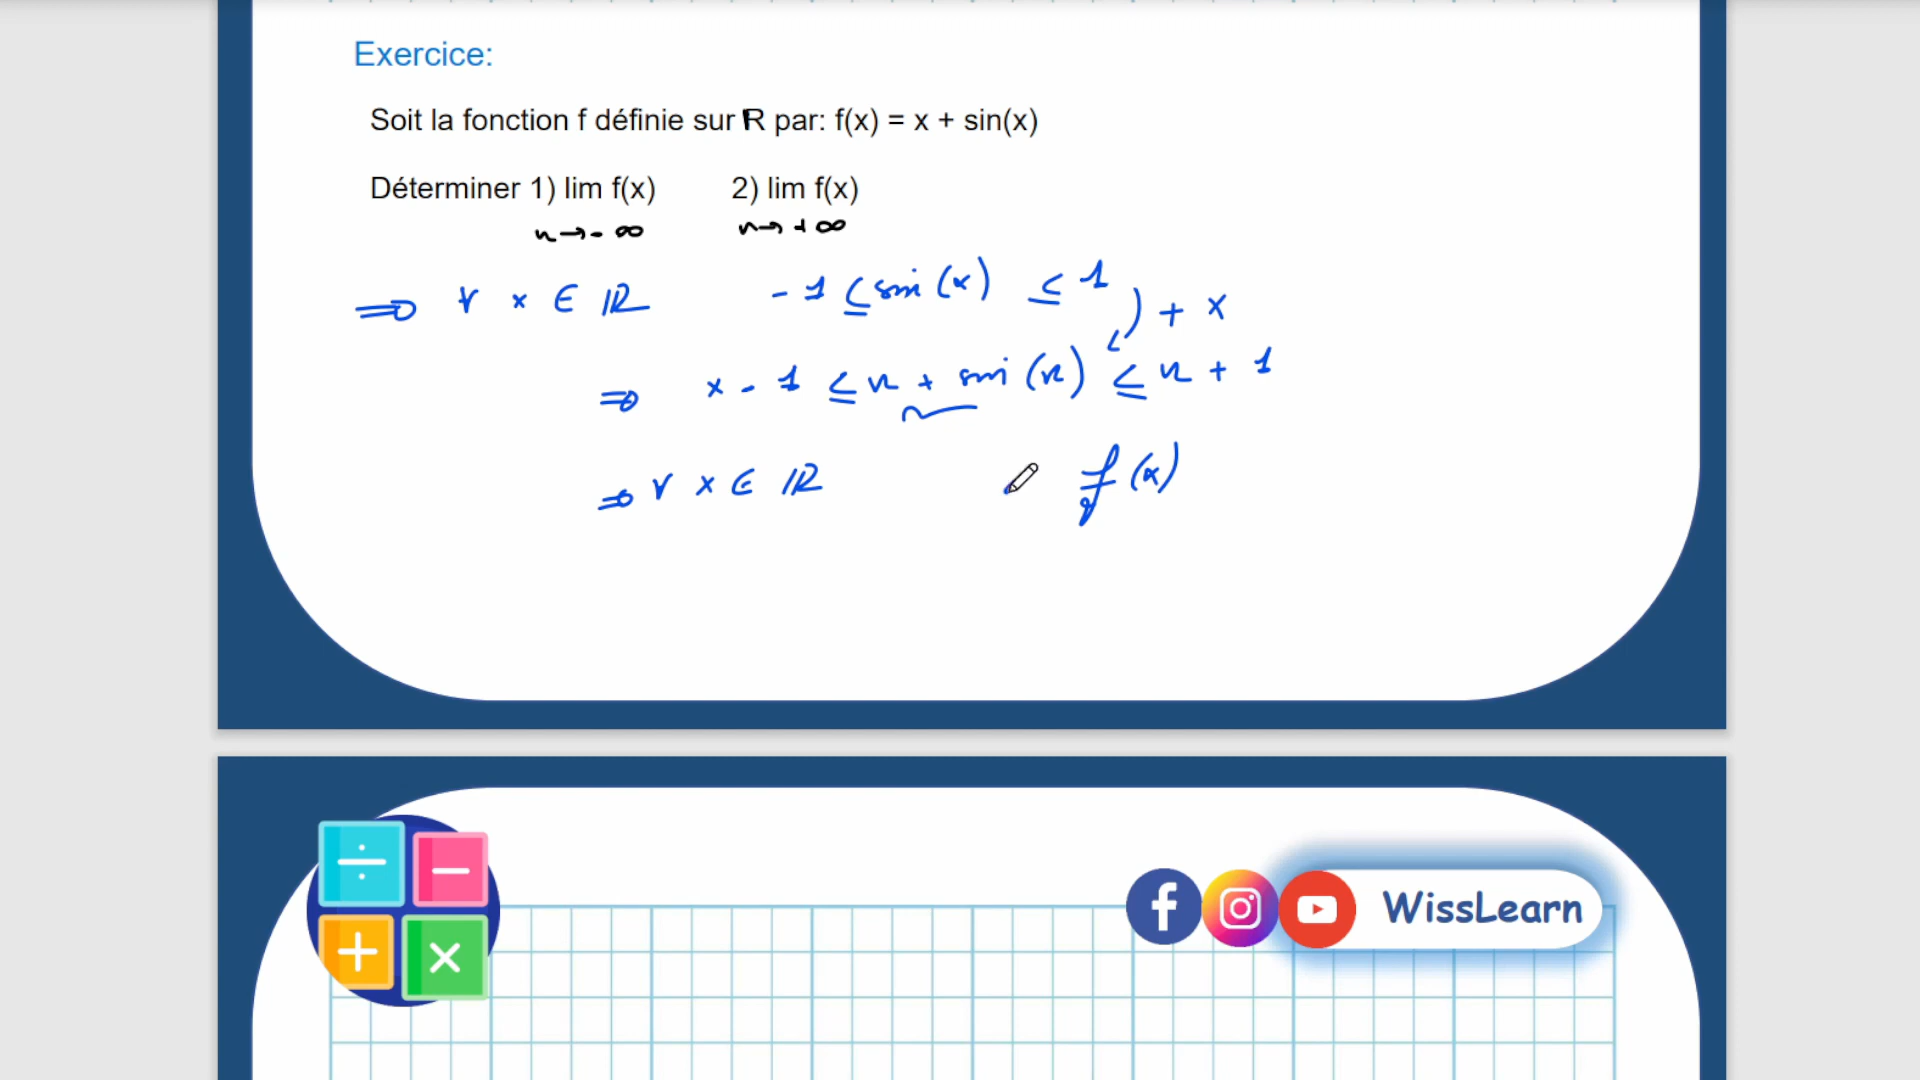 Exercice:
Soit la fonction f définie sur R par: f(x) = x + sin(x)
Déterminer 1) lim f(x) 2) lim f(x)
x→-∞ x→+∞
⇒ ∀ x ∈ ℝ -1 ≤ sin(x) ≤ 1 ) + x
⇒ x - 1 ≤ x + sin(x) ≤ x + 1
⇒ ∀ x ∈ ℝ f(x)
÷ −
+ ×
WissLearn